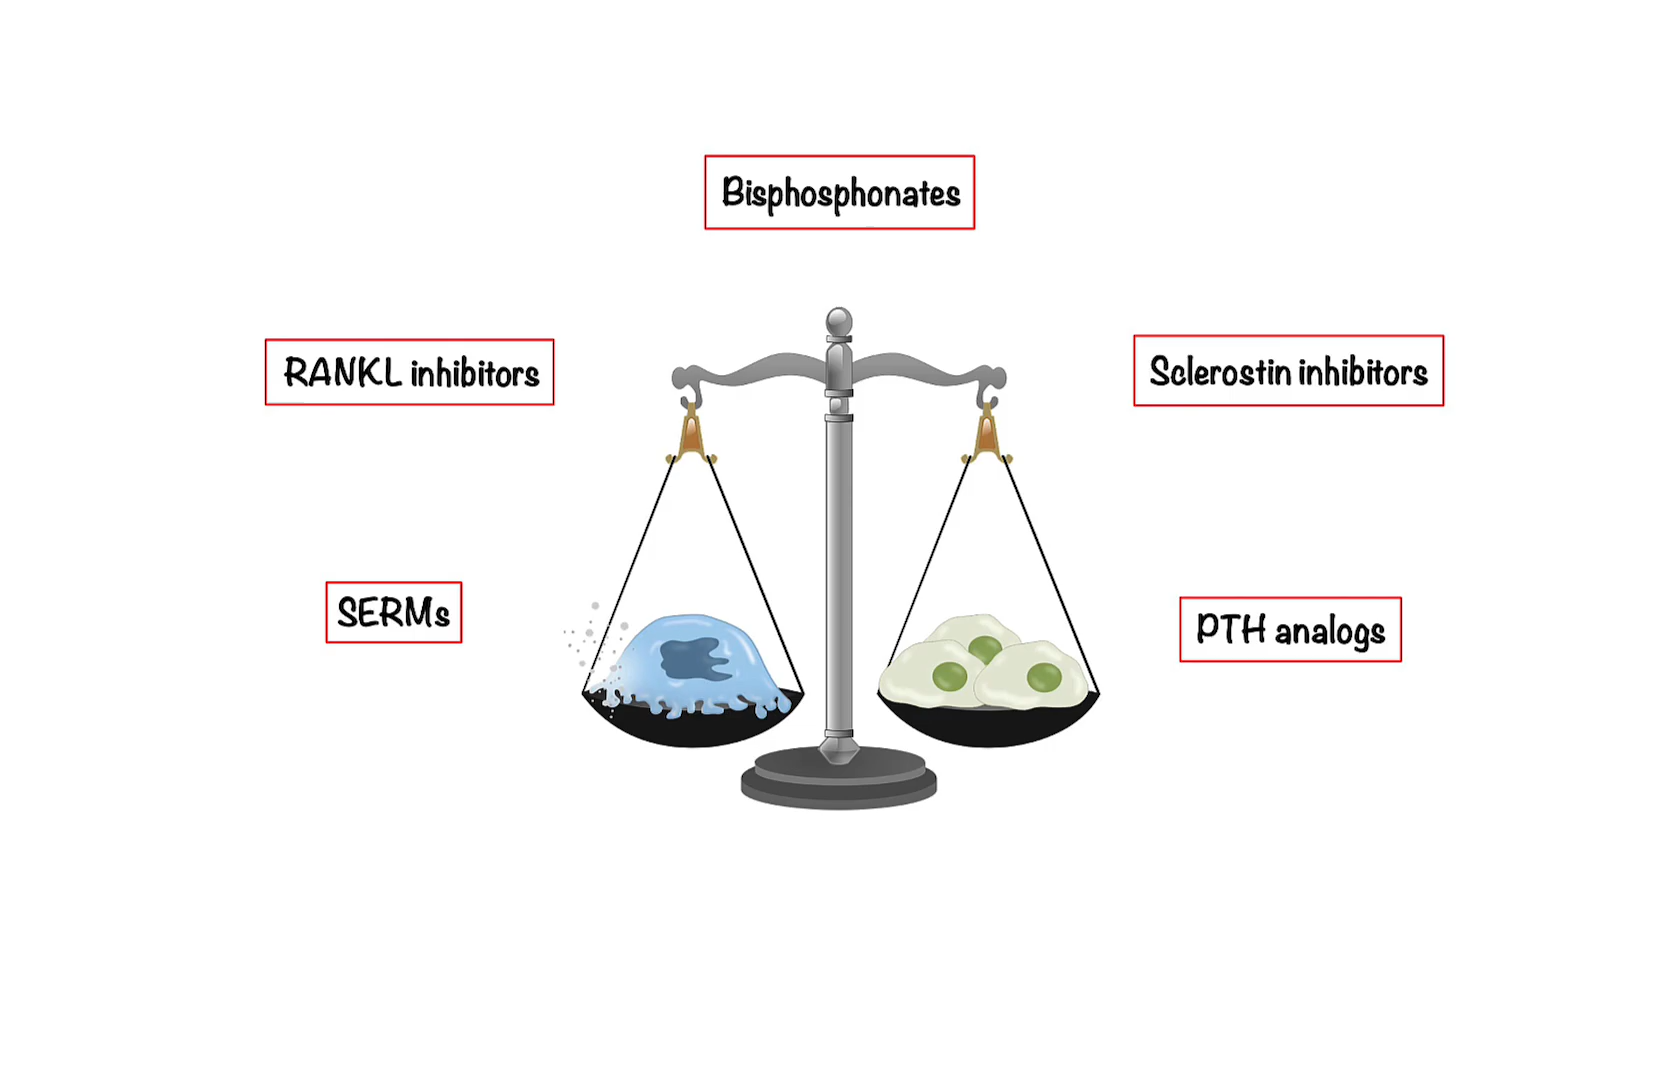 Bisphosphonates
RANKL inhibitors
Sclerostin inhibitors
SERMs
PTH analogs